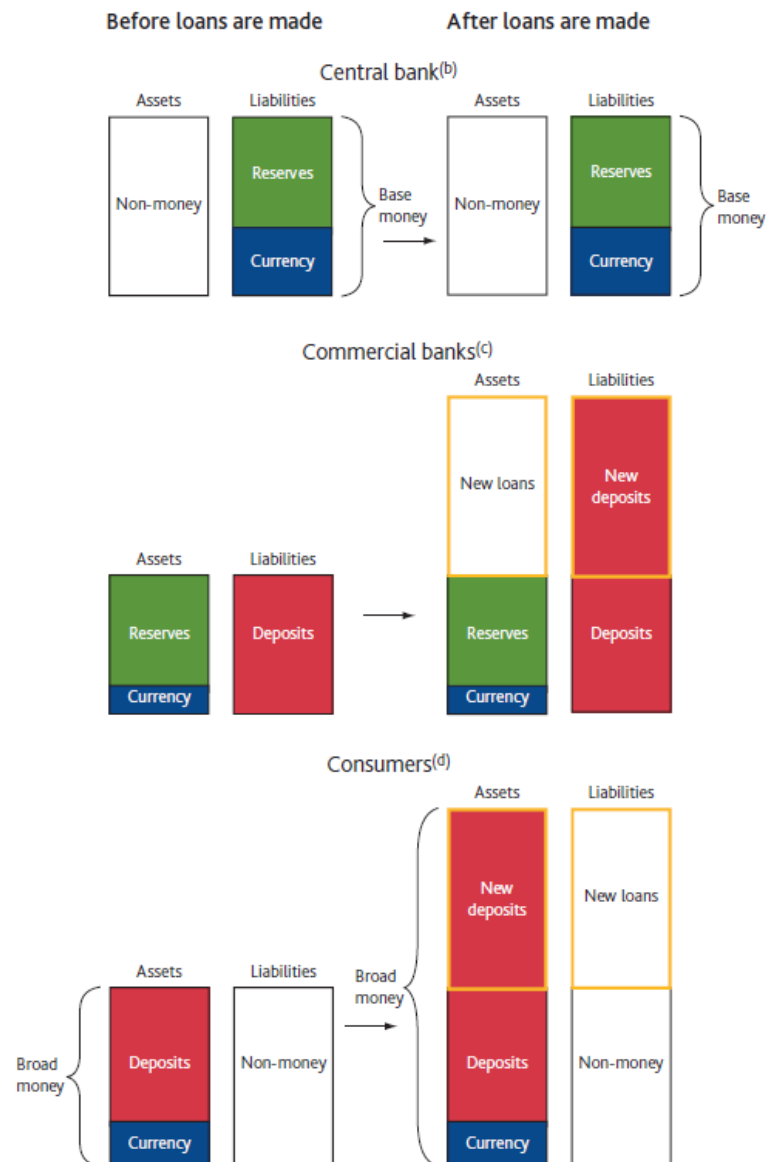 Before loans are made
After loans are made
Central bank(b)
Assets
Liabilities
Assets
Liabilities
Non-money
Reserves
Currency
Base
money
Non-money
Reserves
Currency
Base
money
Commercial banks(c)
Assets
Liabilities
New loans
New
deposits
Assets
Liabilities
Reserves
Deposits
Currency
Reserves
Deposits
Currency
Consumers(d)
Assets
Liabilities
New
deposits
New loans
Assets
Liabilities
Broad
money
Broad
money
Deposits
Non-money
Currency
Deposits
Non-money
Currency